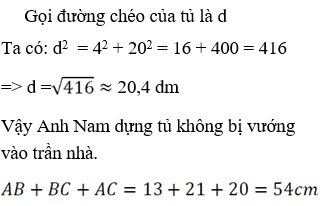 Gọi đường chéo của tủ là d
Ta có: d² = 4² + 20² = 16 + 400 = 416
=> d =√416 ≈ 20,4 dm
Vậy Anh Nam dựng tủ không bị vướng
vào trần nhà.
AB + BC + AC = 13 + 21 + 20 = 54cm